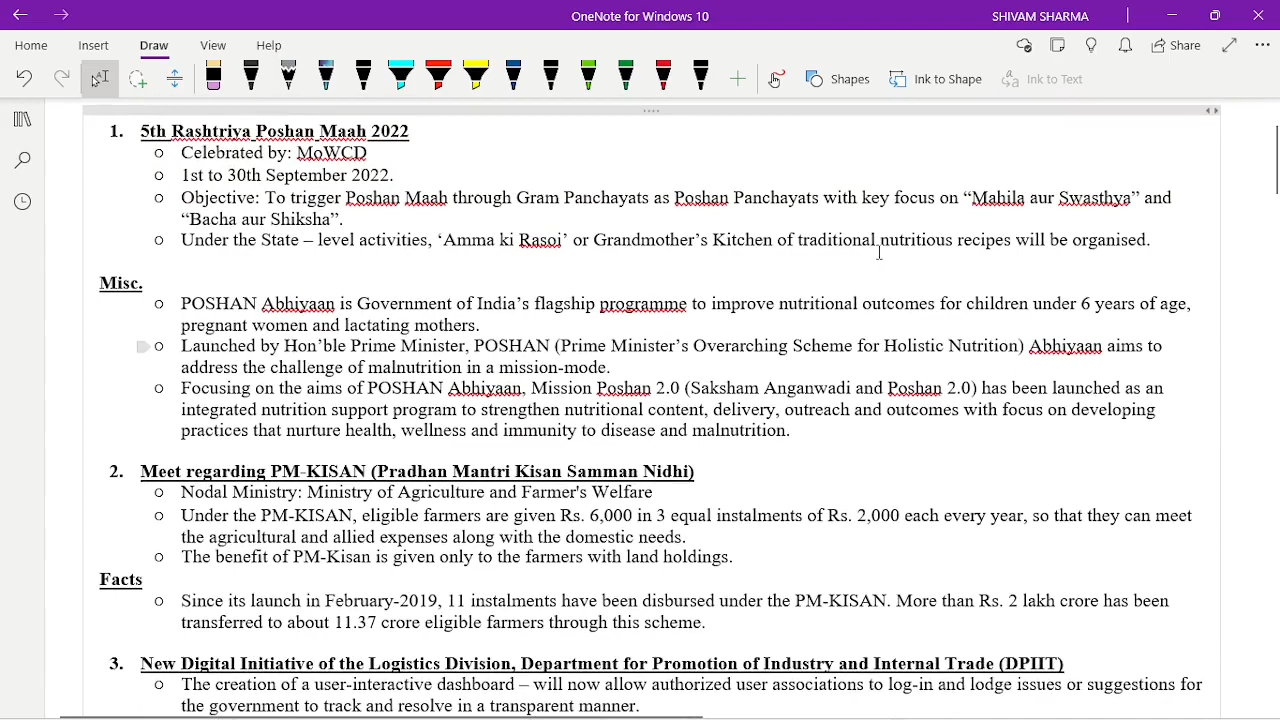 OneNote for Windows 10
SHIVAM SHARMA
Home Insert Draw View Help
Share
Shapes Ink to Shape Ink to Text
1. 5th Rashtriya Poshan Maah 2022
Celebrated by: MoWCD
1st to 30th September 2022.
Objective: To trigger Poshan Maah through Gram Panchayats as Poshan Panchayats with key focus on “Mahila aur Swasthya” and
“Bacha aur Shiksha”.
Under the State – level activities, ‘Amma ki Rasoi’ or Grandmother’s Kitchen of traditional nutritious recipes will be organised.
Misc.
POSHAN Abhiyaan is Government of India’s flagship programme to improve nutritional outcomes for children under 6 years of age,
pregnant women and lactating mothers.
Launched by Hon’ble Prime Minister, POSHAN (Prime Minister’s Overarching Scheme for Holistic Nutrition) Abhiyaan aims to
address the challenge of malnutrition in a mission-mode.
Focusing on the aims of POSHAN Abhiyaan, Mission Poshan 2.0 (Saksham Anganwadi and Poshan 2.0) has been launched as an
integrated nutrition support program to strengthen nutritional content, delivery, outreach and outcomes with focus on developing
practices that nurture health, wellness and immunity to disease and malnutrition.
2. Meet regarding PM-KISAN (Pradhan Mantri Kisan Samman Nidhi)
Nodal Ministry: Ministry of Agriculture and Farmer's Welfare
Under the PM-KISAN, eligible farmers are given Rs. 6,000 in 3 equal instalments of Rs. 2,000 each every year, so that they can meet
the agricultural and allied expenses along with the domestic needs.
The benefit of PM-Kisan is given only to the farmers with land holdings.
Facts
Since its launch in February-2019, 11 instalments have been disbursed under the PM-KISAN. More than Rs. 2 lakh crore has been
transferred to about 11.37 crore eligible farmers through this scheme.
3. New Digital Initiative of the Logistics Division, Department for Promotion of Industry and Internal Trade (DPIIT)
The creation of a user-interactive dashboard – will now allow authorized user associations to log-in and lodge issues or suggestions for
the government to track and resolve in a transparent manner.